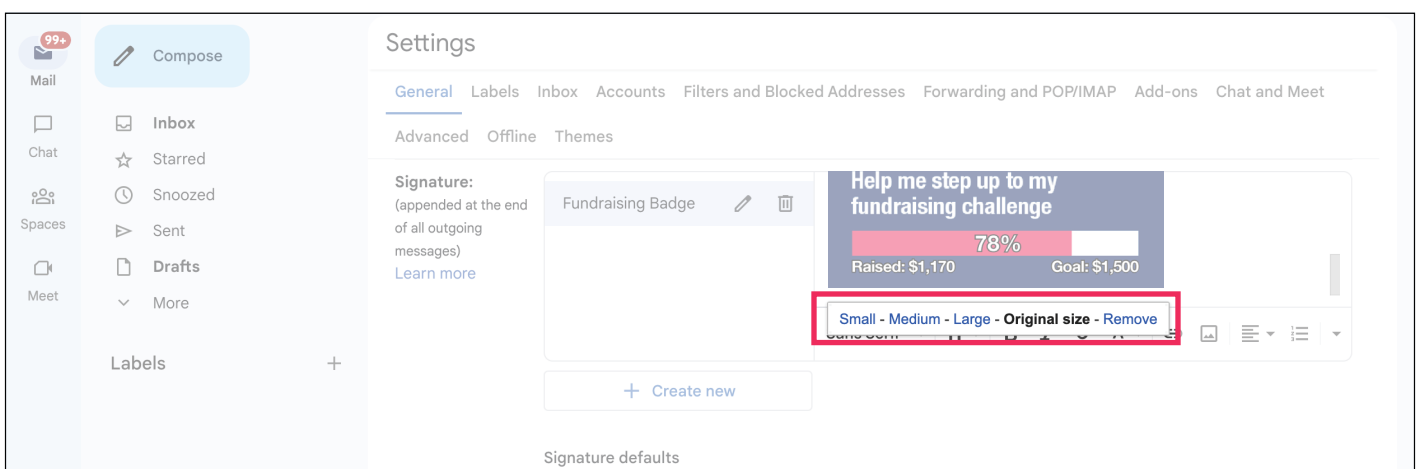 99+
Mail
Chat
Spaces
Meet
Compose
Inbox
Starred
Snoozed
Sent
Drafts
More
Labels
Settings
General Labels Inbox Accounts Filters and Blocked Addresses Forwarding and POP/IMAP Add-ons Chat and Meet
Advanced Offline Themes
Signature:
(appended at the end
of all outgoing
messages)
Learn more
Fundraising Badge
Help me step up to my
fundraising challenge
78%
Raised: $1,170 Goal: $1,500
Small - Medium - Large - Original size - Remove
Create new
Signature defaults